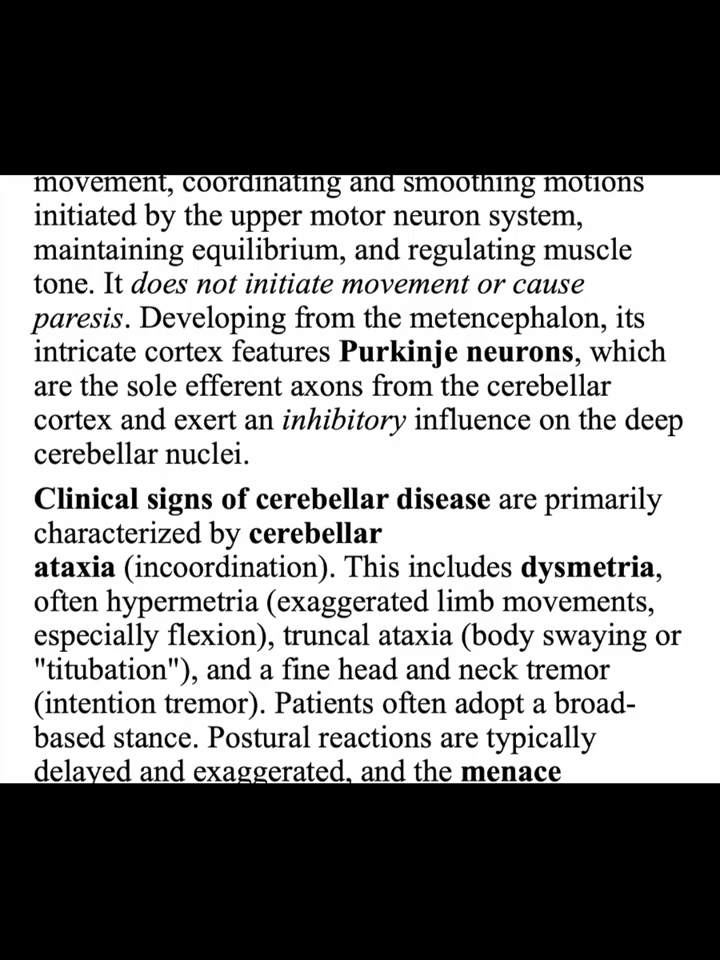 movement, coordinating and smoothing motions
initiated by the upper motor neuron system,
maintaining equilibrium, and regulating muscle
tone. It does not initiate movement or cause
paresis. Developing from the metencephalon, its
intricate cortex features Purkinje neurons, which
are the sole efferent axons from the cerebellar
cortex and exert an inhibitory influence on the deep
cerebellar nuclei.
Clinical signs of cerebellar disease are primarily
characterized by cerebellar
ataxia (incoordination). This includes dysmetria,
often hypermetria (exaggerated limb movements,
especially flexion), truncal ataxia (body swaying or
"titubation"), and a fine head and neck tremor
(intention tremor). Patients often adopt a broad-
based stance. Postural reactions are typically
delayed and exaggerated, and the menace